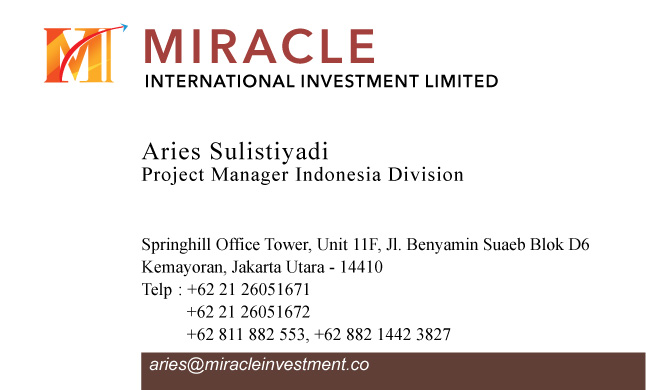 MI
MIRACLE
INTERNATIONAL INVESTMENT LIMITED
Aries Sulistiyadi
Project Manager Indonesia Division
Springhill Office Tower, Unit 11F, Jl. Benyamin Suaeb Blok D6
Kemayoran, Jakarta Utara - 14410
Telp : +62 21 26051671
+62 21 26051672
+62 811 882 553, +62 882 1442 3827
aries@miracleinvestment.co